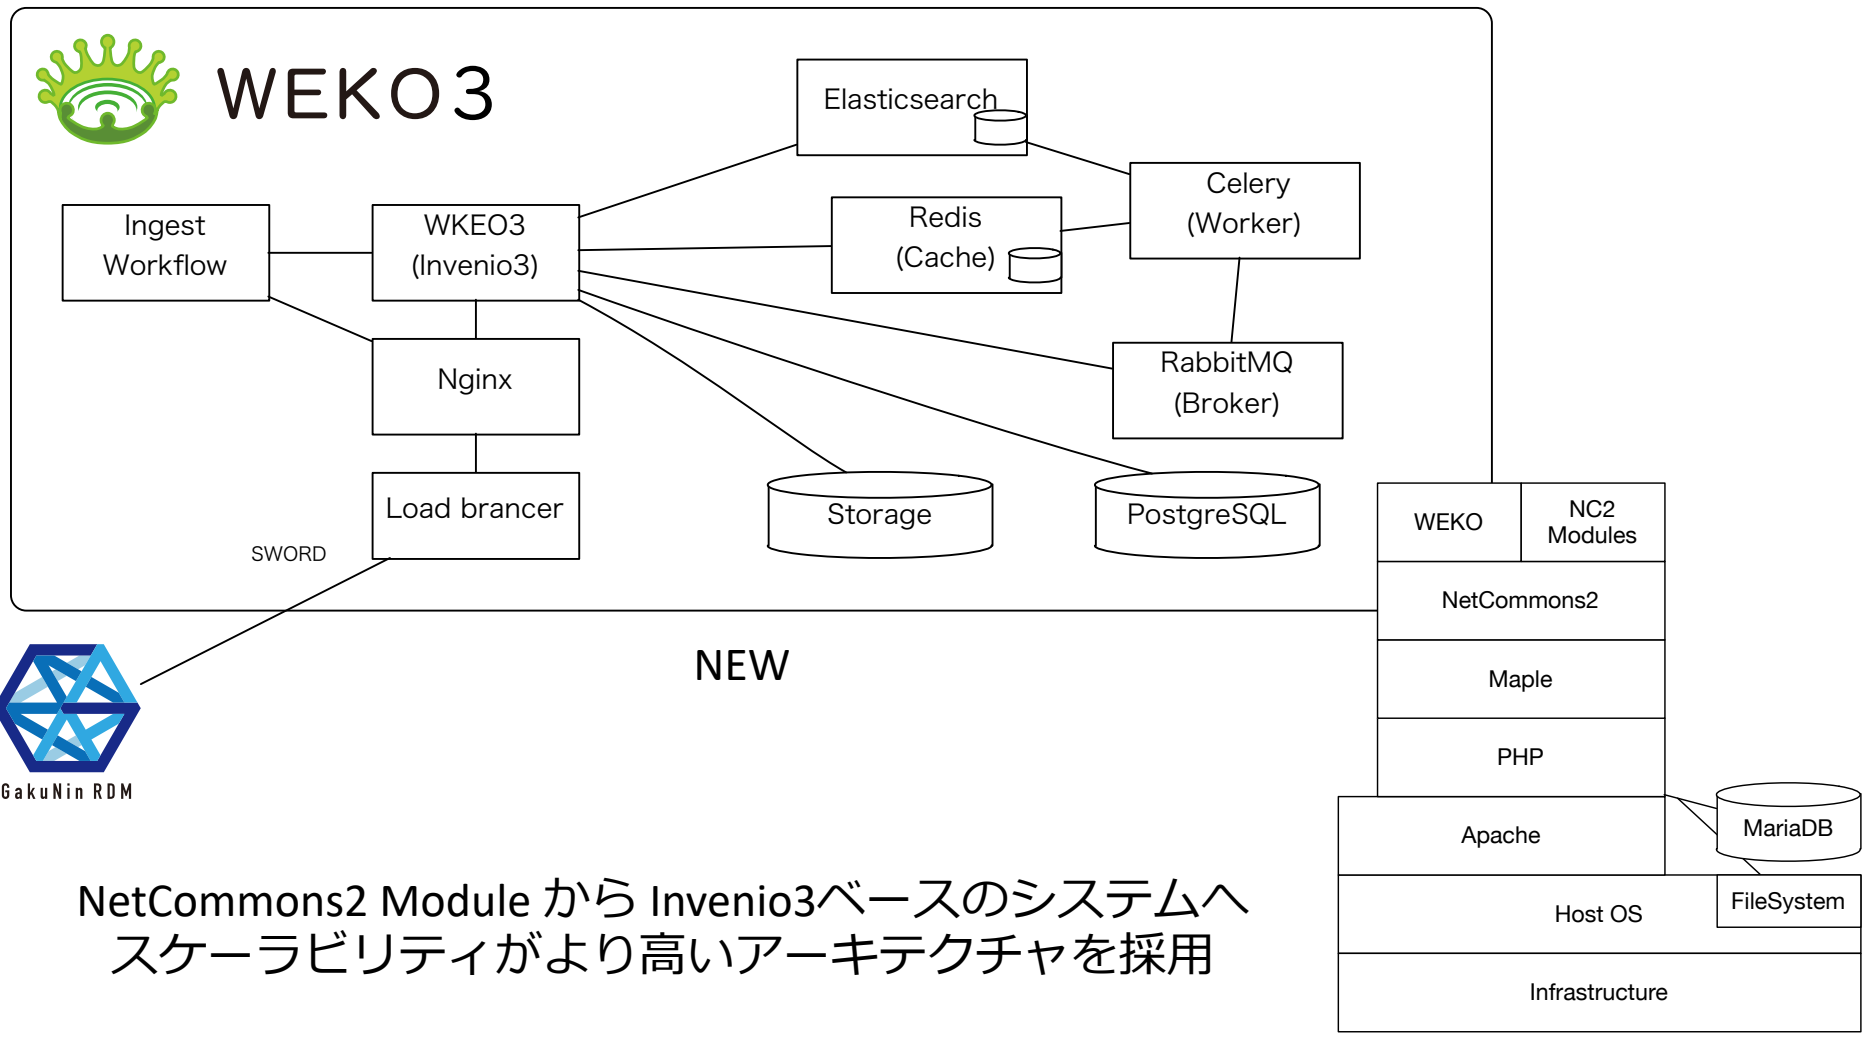 WEKO3
Elasticsearch
Celery
(Worker)
Ingest
Workflow
WKEO3
(Invenio3)
Redis
(Cache)
Nginx
RabbitMQ
(Broker)
Load brancer
Storage
PostgreSQL
SWORD
GakuNin RDM
NEW
WEKO
NC2
Modules
NetCommons2
Maple
PHP
Apache
MariaDB
Host OS
FileSystem
Infrastructure
NetCommons2 Module から Invenio3ベースのシステムへ
スケーラビリティがより高いアーキテクチャを採用